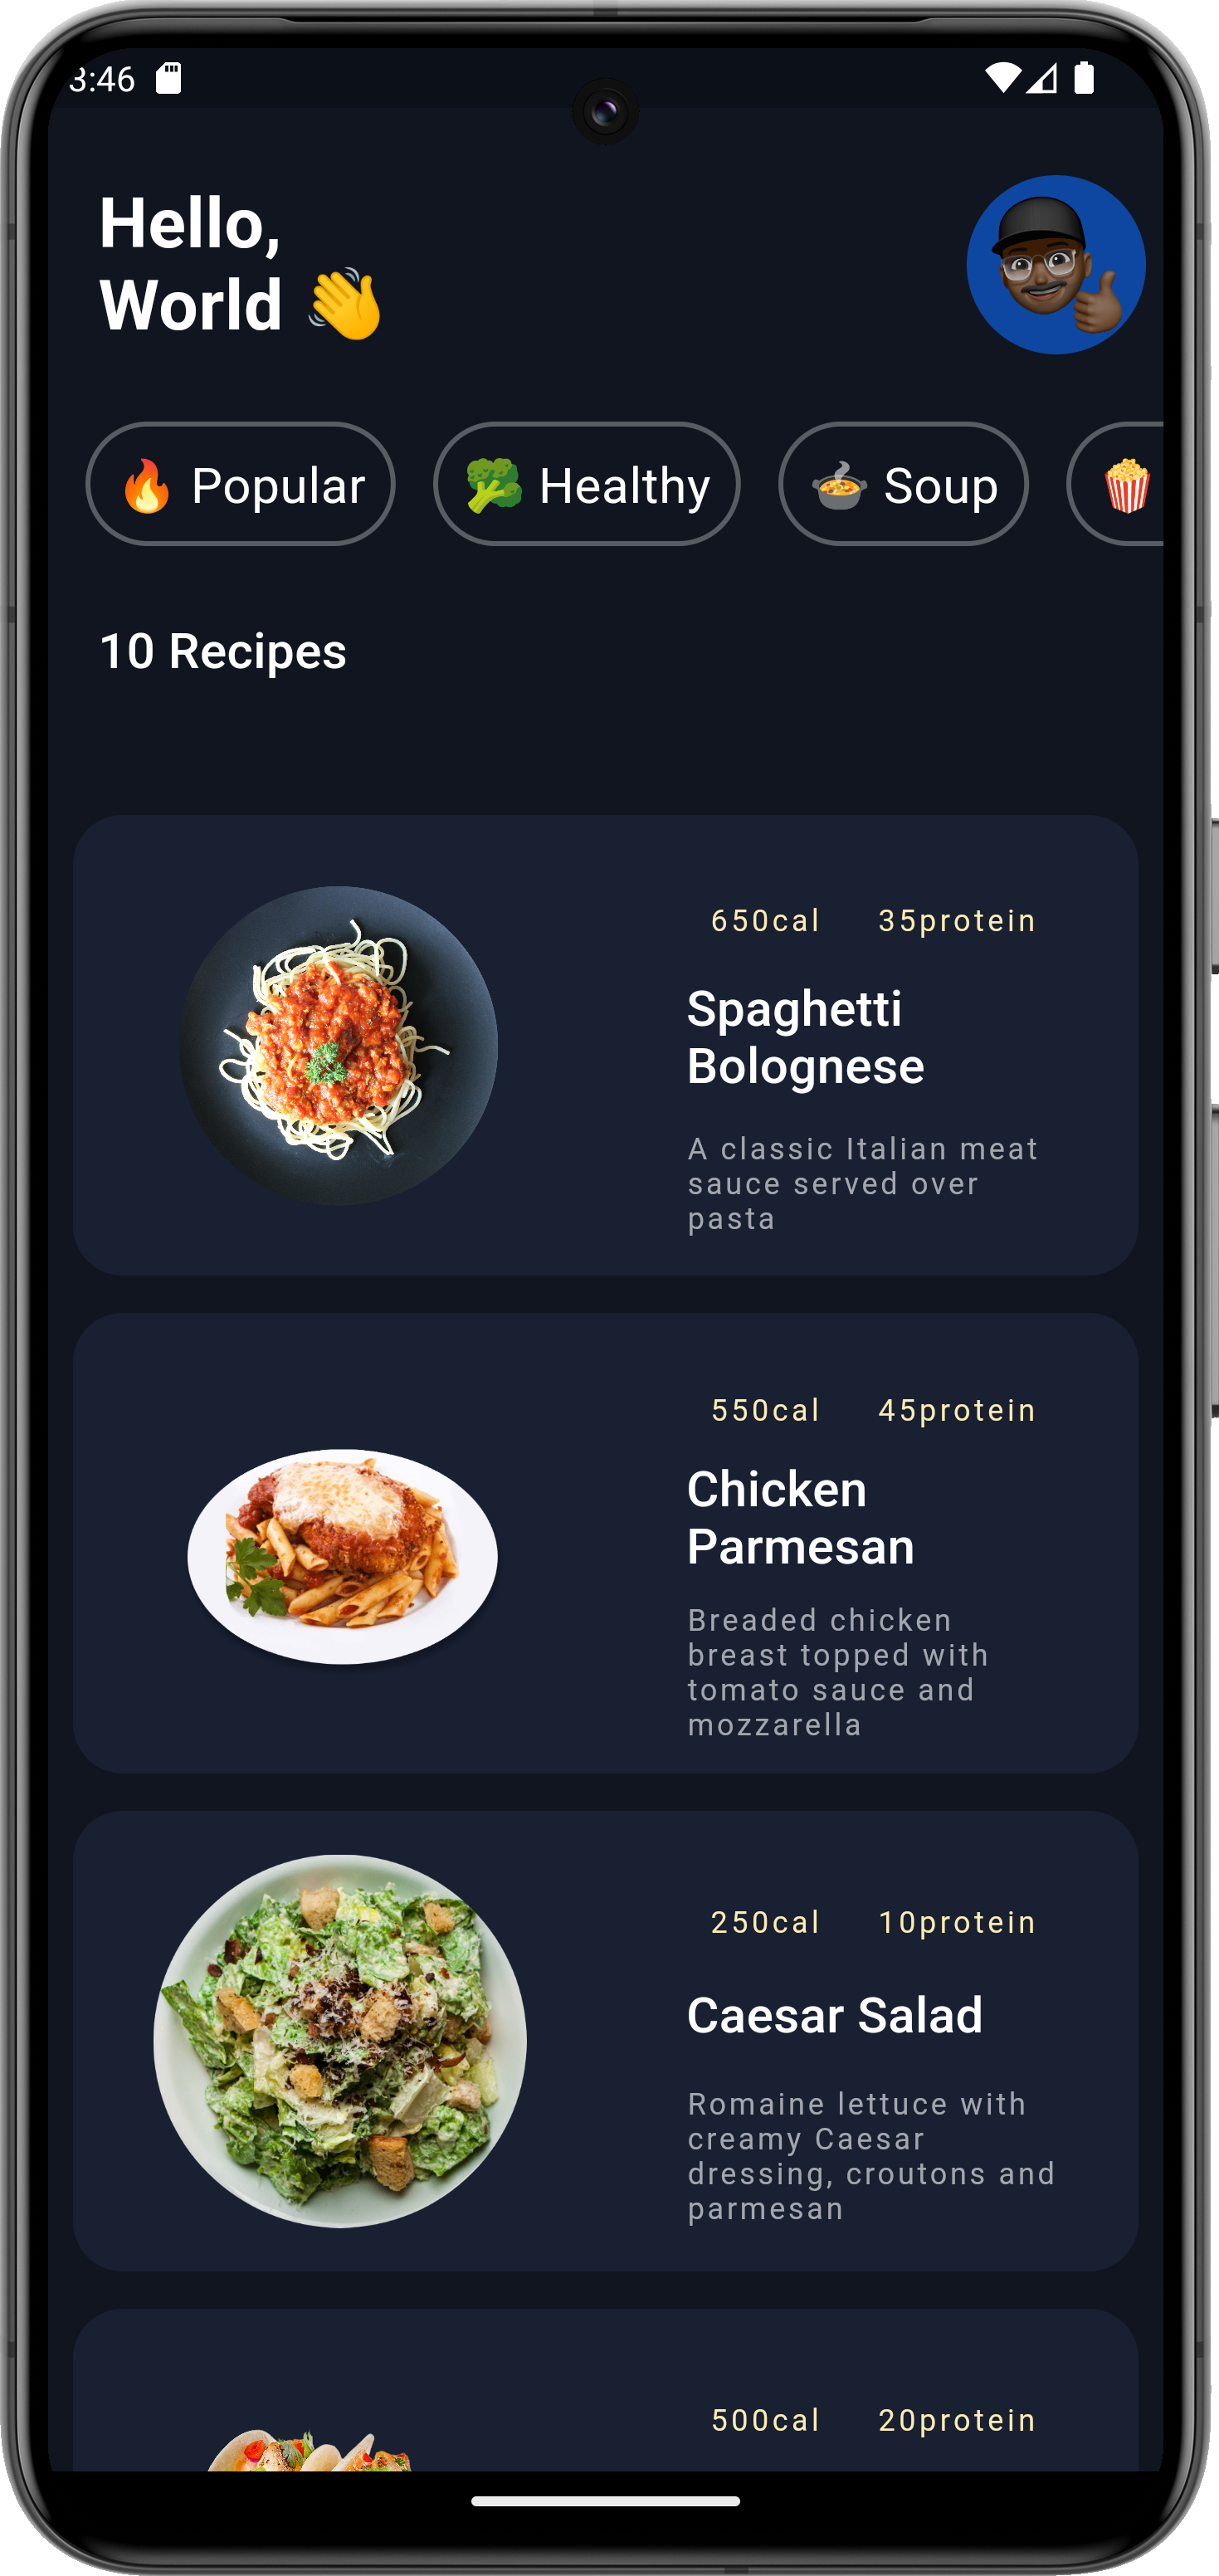 3:46
Hello,
World 👋
🔥 Popular
🥦 Healthy
🍲 Soup
🍿
10 Recipes
650cal 35protein
Spaghetti
Bolognese
A classic Italian meat
sauce served over
pasta
550cal 45protein
Chicken
Parmesan
Breaded chicken
breast topped with
tomato sauce and
mozzarella
250cal 10protein
Caesar Salad
Romaine lettuce with
creamy Caesar
dressing, croutons and
parmesan
500cal 20protein